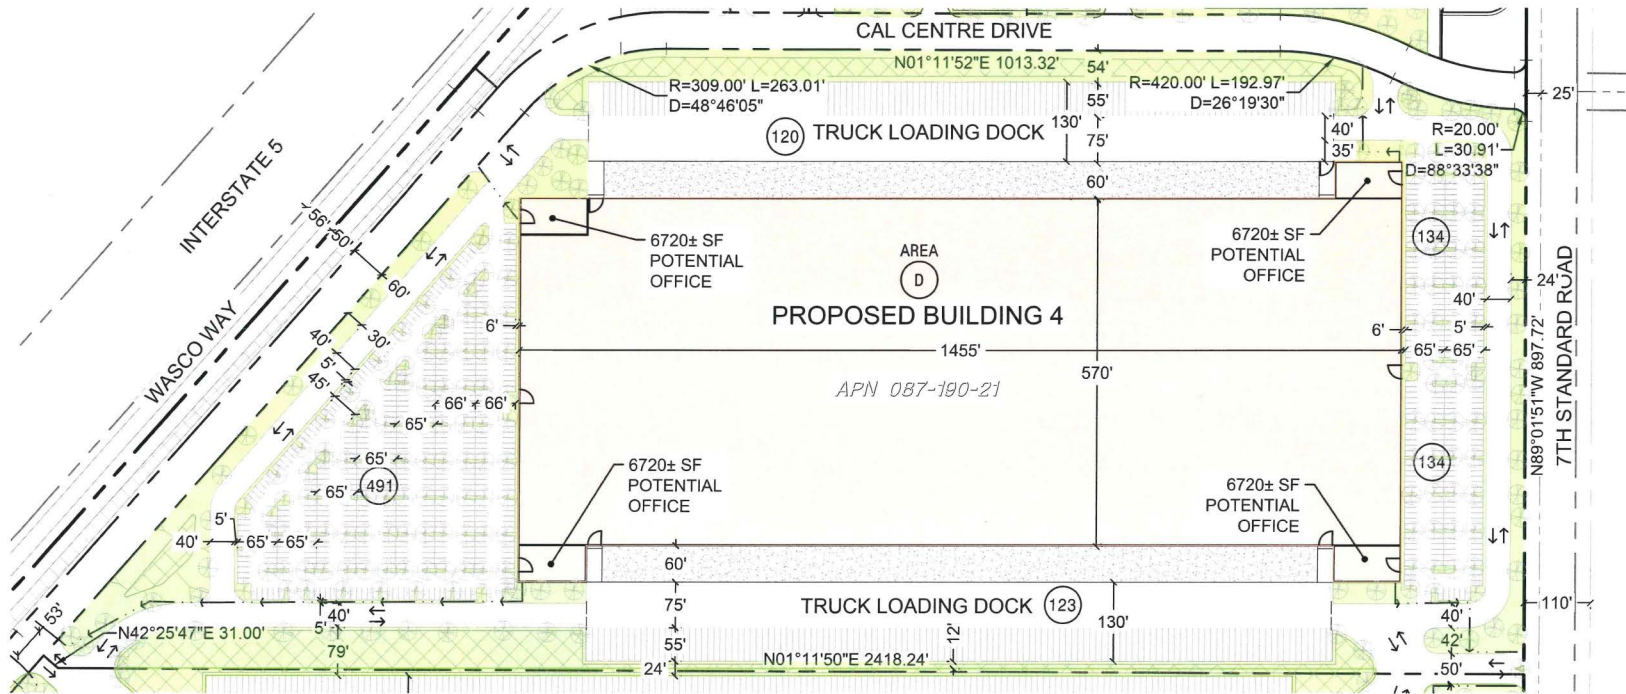 CAL CENTRE DRIVE
N01°11'52"E 1013.32'
54'
R=309.00' L=263.01'
D=48°46'05"
R=420.00' L=192.97'
D=26°19'30"
25'
55'
130'
120 TRUCK LOADING DOCK
75'
40'
35'
R=20.00'
L=30.91'
D=88°33'38"
60'
INTERSTATE 5
56'
50'
60'
6720± SF
POTENTIAL
OFFICE
AREA
D
PROPOSED BUILDING 4
6720± SF
POTENTIAL
OFFICE
134
24'
40'
WASCO WAY
40'
30'
5'
45'
6'
1455'
570'
APN 087-190-21
6'
5'
65' 65'
66' 66'
65'
65'
65'
491
6720± SF
POTENTIAL
OFFICE
6720± SF
POTENTIAL
OFFICE
134
N89°01'51"W 897.72'
7TH STANDARD ROAD
5'
40'
65' 65'
60'
75'
TRUCK LOADING DOCK 123
130'
40'
42'
50'
110'
53'
N42°25'47"E 31.00'
40'
5'
79'
55'
24'
12'
N01°11'50"E 2418.24'